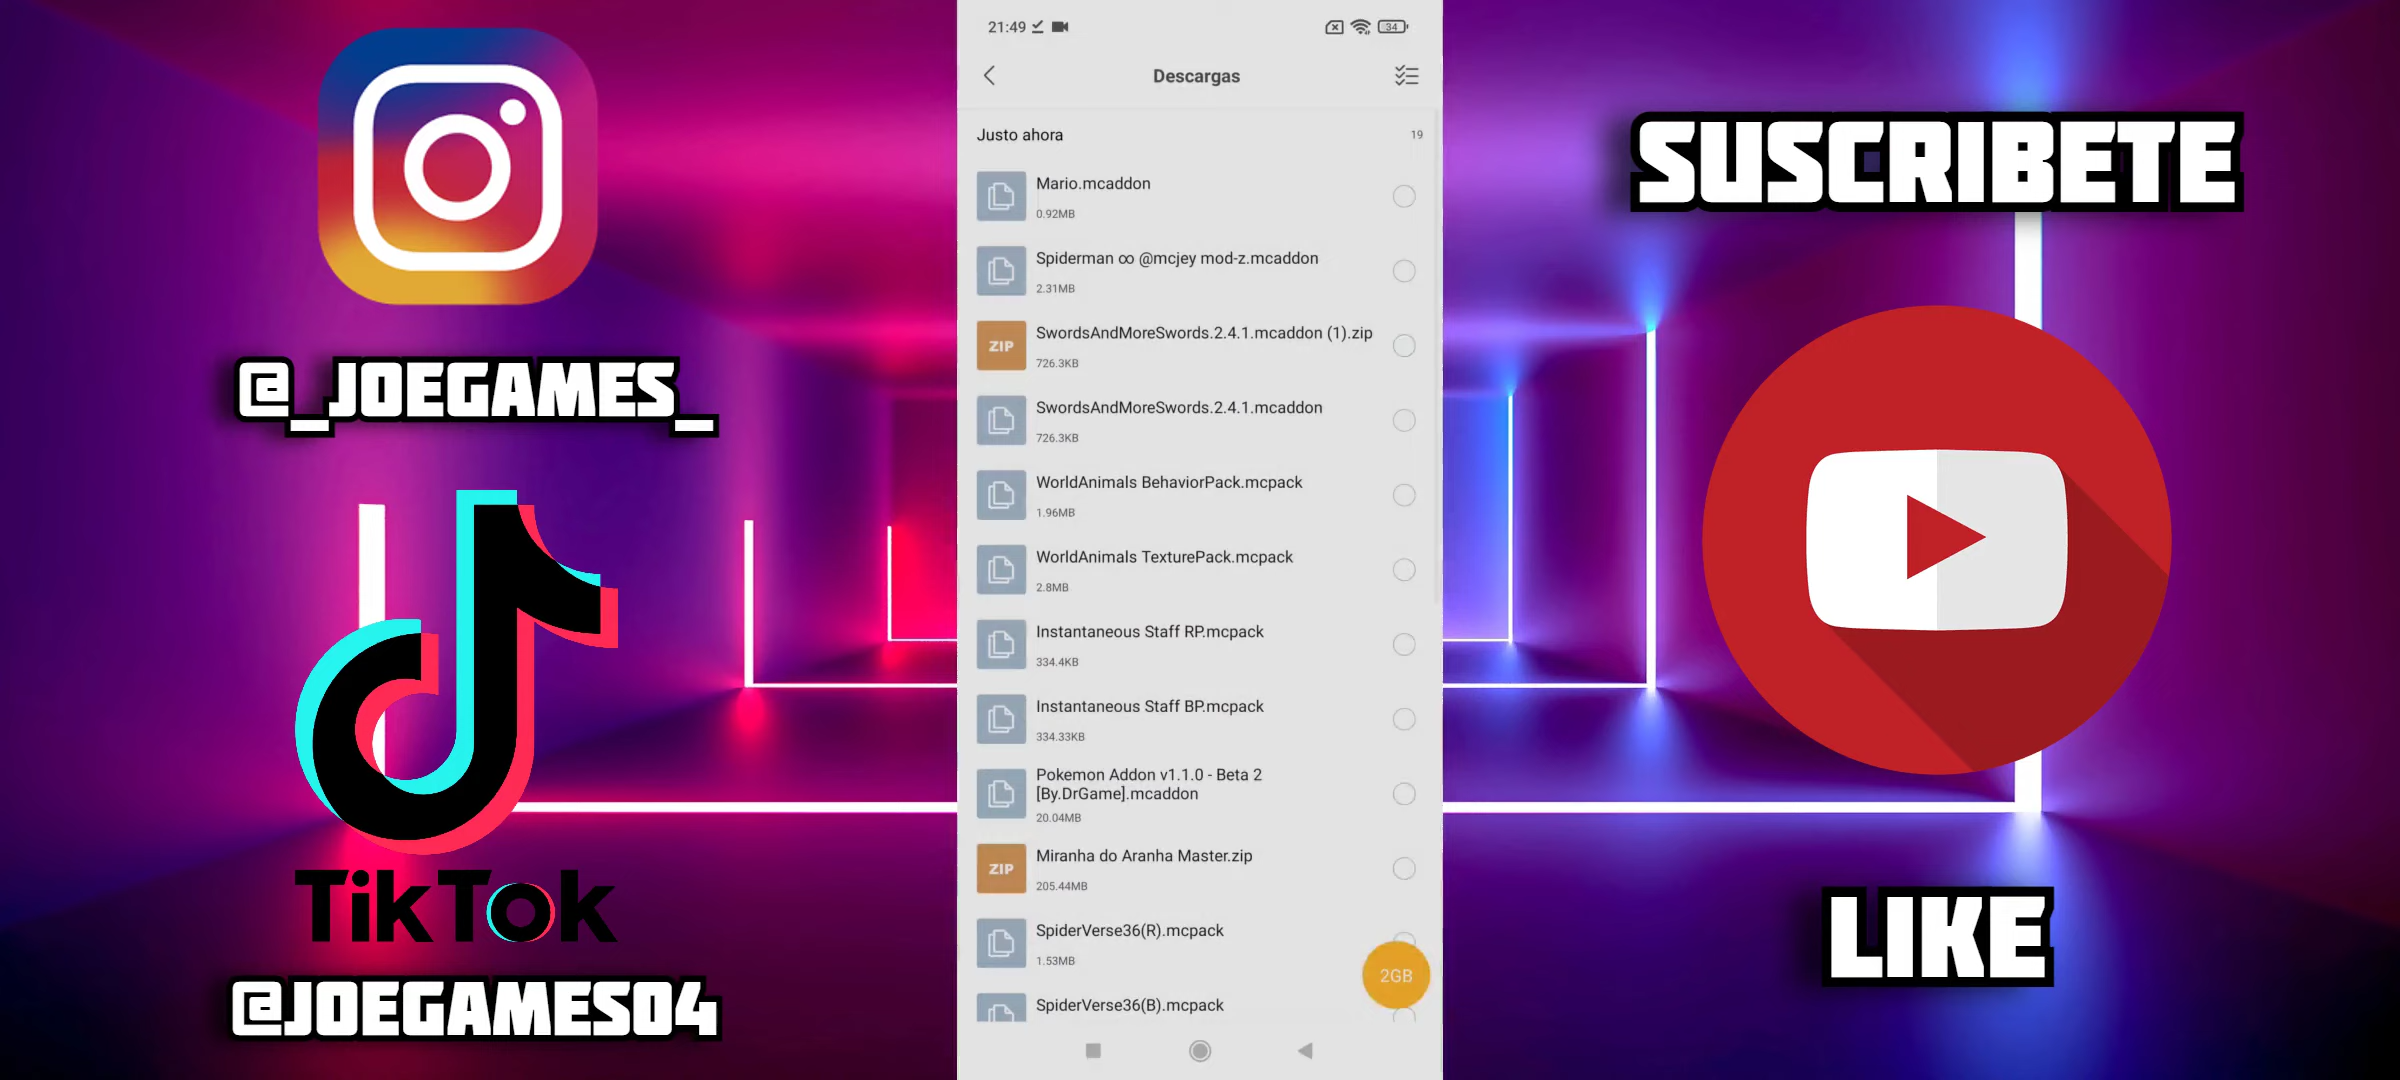 @_JOEGAMES_
TikTok
@JOEGAMES04
21:49
34
Descargas
Justo ahora
19
Mario.mcaddon
0.92MB
Spiderman ∞ @mcjey mod-z.mcaddon
2.31MB
ZIP
SwordsAndMoreSwords.2.4.1.mcaddon (1).zip
726.3KB
SwordsAndMoreSwords.2.4.1.mcaddon
726.3KB
WorldAnimals BehaviorPack.mcpack
1.96MB
WorldAnimals TexturePack.mcpack
2.8MB
Instantaneous Staff RP.mcpack
334.4KB
Instantaneous Staff BP.mcpack
334.33KB
Pokemon Addon v1.1.0 - Beta 2
[By.DrGame].mcaddon
20.04MB
ZIP
Miranha do Aranha Master.zip
205.44MB
SpiderVerse36(R).mcpack
1.53MB
2GB
SpiderVerse36(B).mcpack
SUSCRIBETE
LIKE